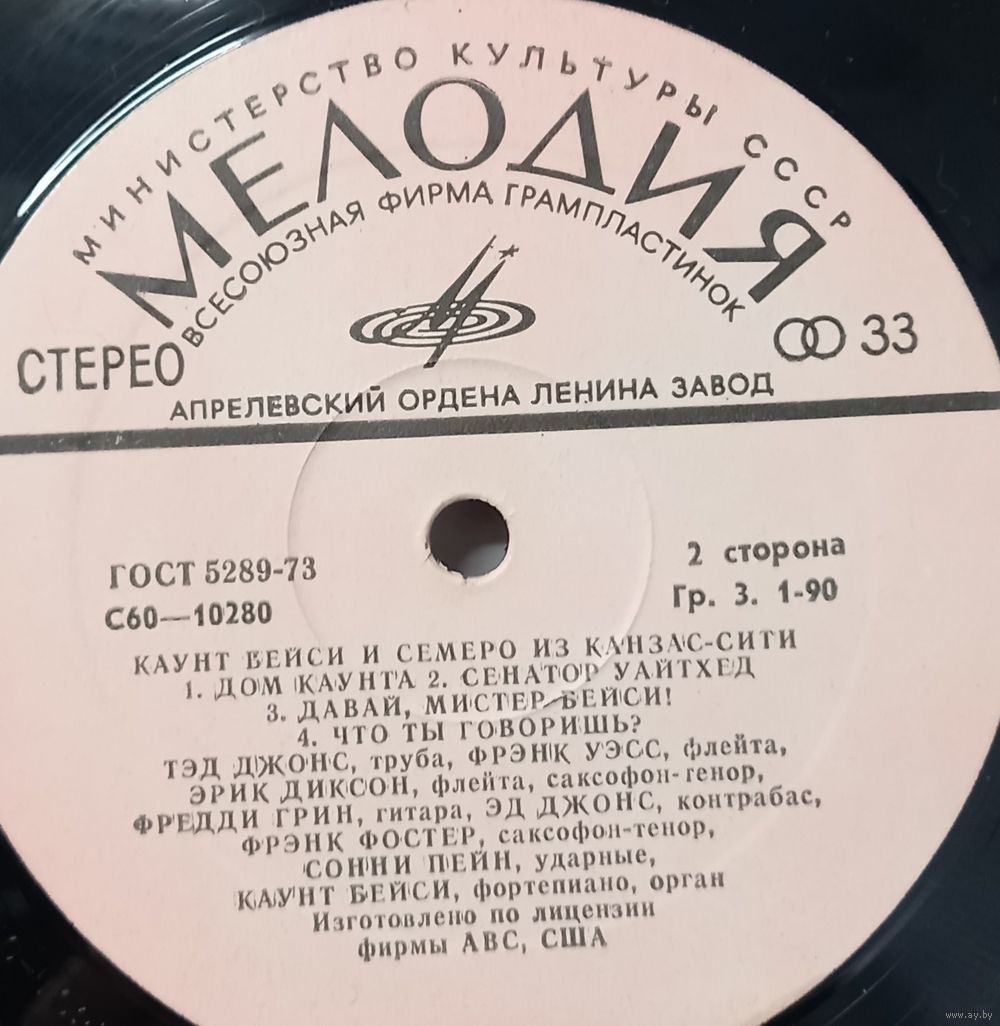 МИНИСТЕРСТВО КУЛЬТУРЫ СССР
МЕЛОДИЯ
ВСЕСОЮЗНАЯ ФИРМА ГРАМПЛАСТИНОК
СТЕРЕО
33
АПРЕЛЕВСКИЙ ОРДЕНА ЛЕНИНА ЗАВОД
ГОСТ 5289-73
2 сторона
С60—10280
Гр. 3. 1-90
КАУНТ БЕЙСИ И СЕМЕРО ИЗ КАНЗАС-СИТИ
1. ДОМ КАУНТА 2. СЕНАТОР УАЙТХЕД
3. ДАВАЙ, МИСТЕР БЕЙСИ!
4. ЧТО ТЫ ГОВОРИШЬ?
ТЭД ДЖОНС, труба, ФРЭНК УЭСС, флейта,
ЭРИК ДИКСОН, флейта, саксофон-генор,
ФРЕДДИ ГРИН, гитара, ЭД ДЖОНС, контрабас,
ФРЭНК ФОСТЕР, саксофон-тенор,
СОННИ ПЕЙН, ударные,
КАУНТ БЕЙСИ, фортепиано, орган
Изготовлено по лицензии
фирмы АВС, США
www.ay.by